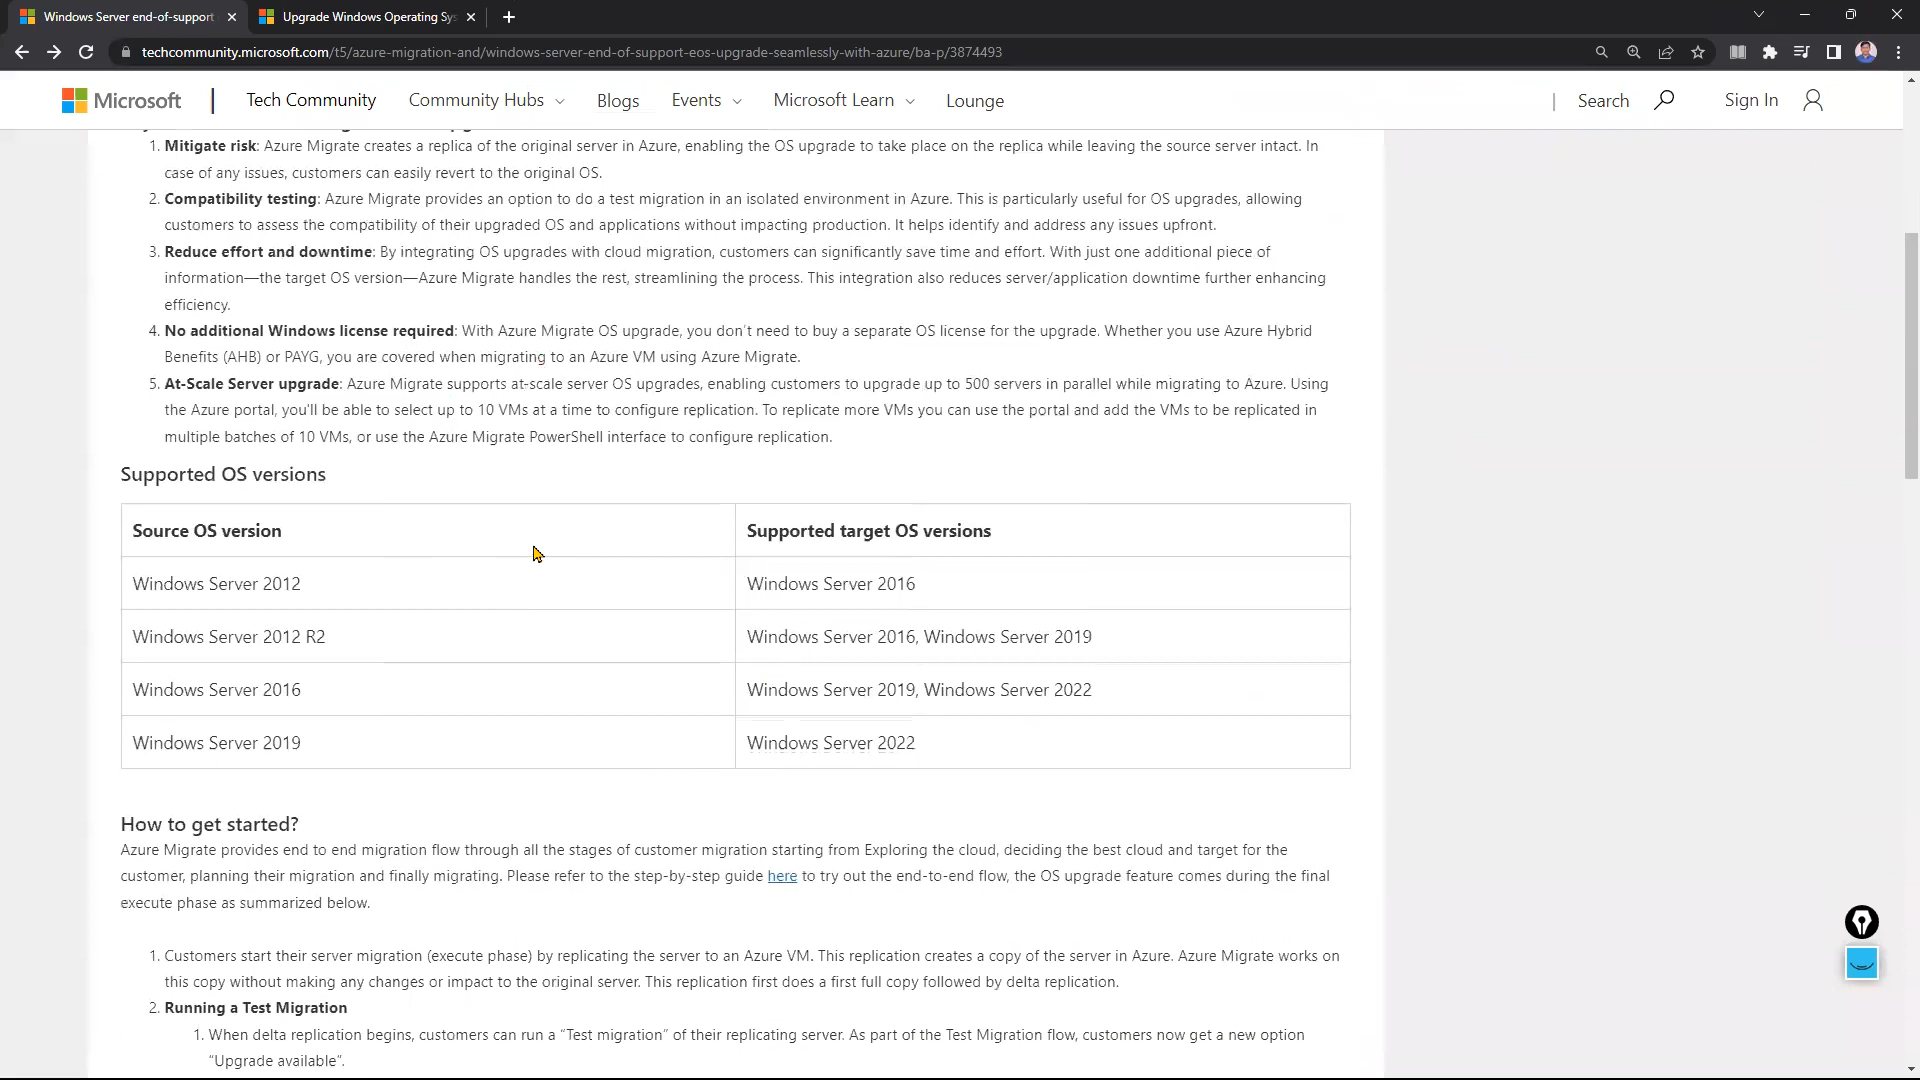 Windows Server end-of-support
Upgrade Windows Operating Sys
techcommunity.microsoft.com/t5/azure-migration-and/windows-server-end-of-support-eos-upgrade-seamlessly-with-azure/ba-p/3874493
Microsoft Tech Community Community Hubs Blogs Events Microsoft Learn Lounge Search Sign In
1. Mitigate risk: Azure Migrate creates a replica of the original server in Azure, enabling the OS upgrade to take place on the replica while leaving the source server intact. In
case of any issues, customers can easily revert to the original OS.
2. Compatibility testing: Azure Migrate provides an option to do a test migration in an isolated environment in Azure. This is particularly useful for OS upgrades, allowing
customers to assess the compatibility of their upgraded OS and applications without impacting production. It helps identify and address any issues upfront.
3. Reduce effort and downtime: By integrating OS upgrades with cloud migration, customers can significantly save time and effort. With just one additional piece of
information—the target OS version—Azure Migrate handles the rest, streamlining the process. This integration also reduces server/application downtime further enhancing
efficiency.
4. No additional Windows license required: With Azure Migrate OS upgrade, you don't need to buy a separate OS license for the upgrade. Whether you use Azure Hybrid
Benefits (AHB) or PAYG, you are covered when migrating to an Azure VM using Azure Migrate.
5. At-Scale Server upgrade: Azure Migrate supports at-scale server OS upgrades, enabling customers to upgrade up to 500 servers in parallel while migrating to Azure. Using
the Azure portal, you'll be able to select up to 10 VMs at a time to configure replication. To replicate more VMs you can use the portal and add the VMs to be replicated in
multiple batches of 10 VMs, or use the Azure Migrate PowerShell interface to configure replication.
Supported OS versions
Source OS version Supported target OS versions
Windows Server 2012 Windows Server 2016
Windows Server 2012 R2 Windows Server 2016, Windows Server 2019
Windows Server 2016 Windows Server 2019, Windows Server 2022
Windows Server 2019 Windows Server 2022
How to get started?
Azure Migrate provides end to end migration flow through all the stages of customer migration starting from Exploring the cloud, deciding the best cloud and target for the
customer, planning their migration and finally migrating. Please refer to the step-by-step guide here to try out the end-to-end flow, the OS upgrade feature comes during the final
execute phase as summarized below.
1. Customers start their server migration (execute phase) by replicating the server to an Azure VM. This replication creates a copy of the server in Azure. Azure Migrate works on
this copy without making any changes or impact to the original server. This replication first does a first full copy followed by delta replication.
2. Running a Test Migration
1. When delta replication begins, customers can run a "Test migration" of their replicating server. As part of the Test Migration flow, customers now get a new option
"Upgrade available".